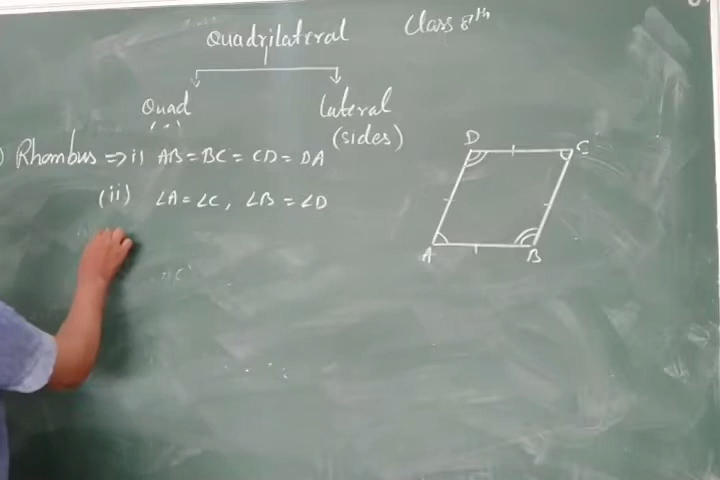 Quadrilateral Class 8th
Quad lateral
(sides)
Rhombus ⇒ i) AB = BC = CD = DA
(ii) ∠A = ∠C, ∠B = ∠D
D C
A B